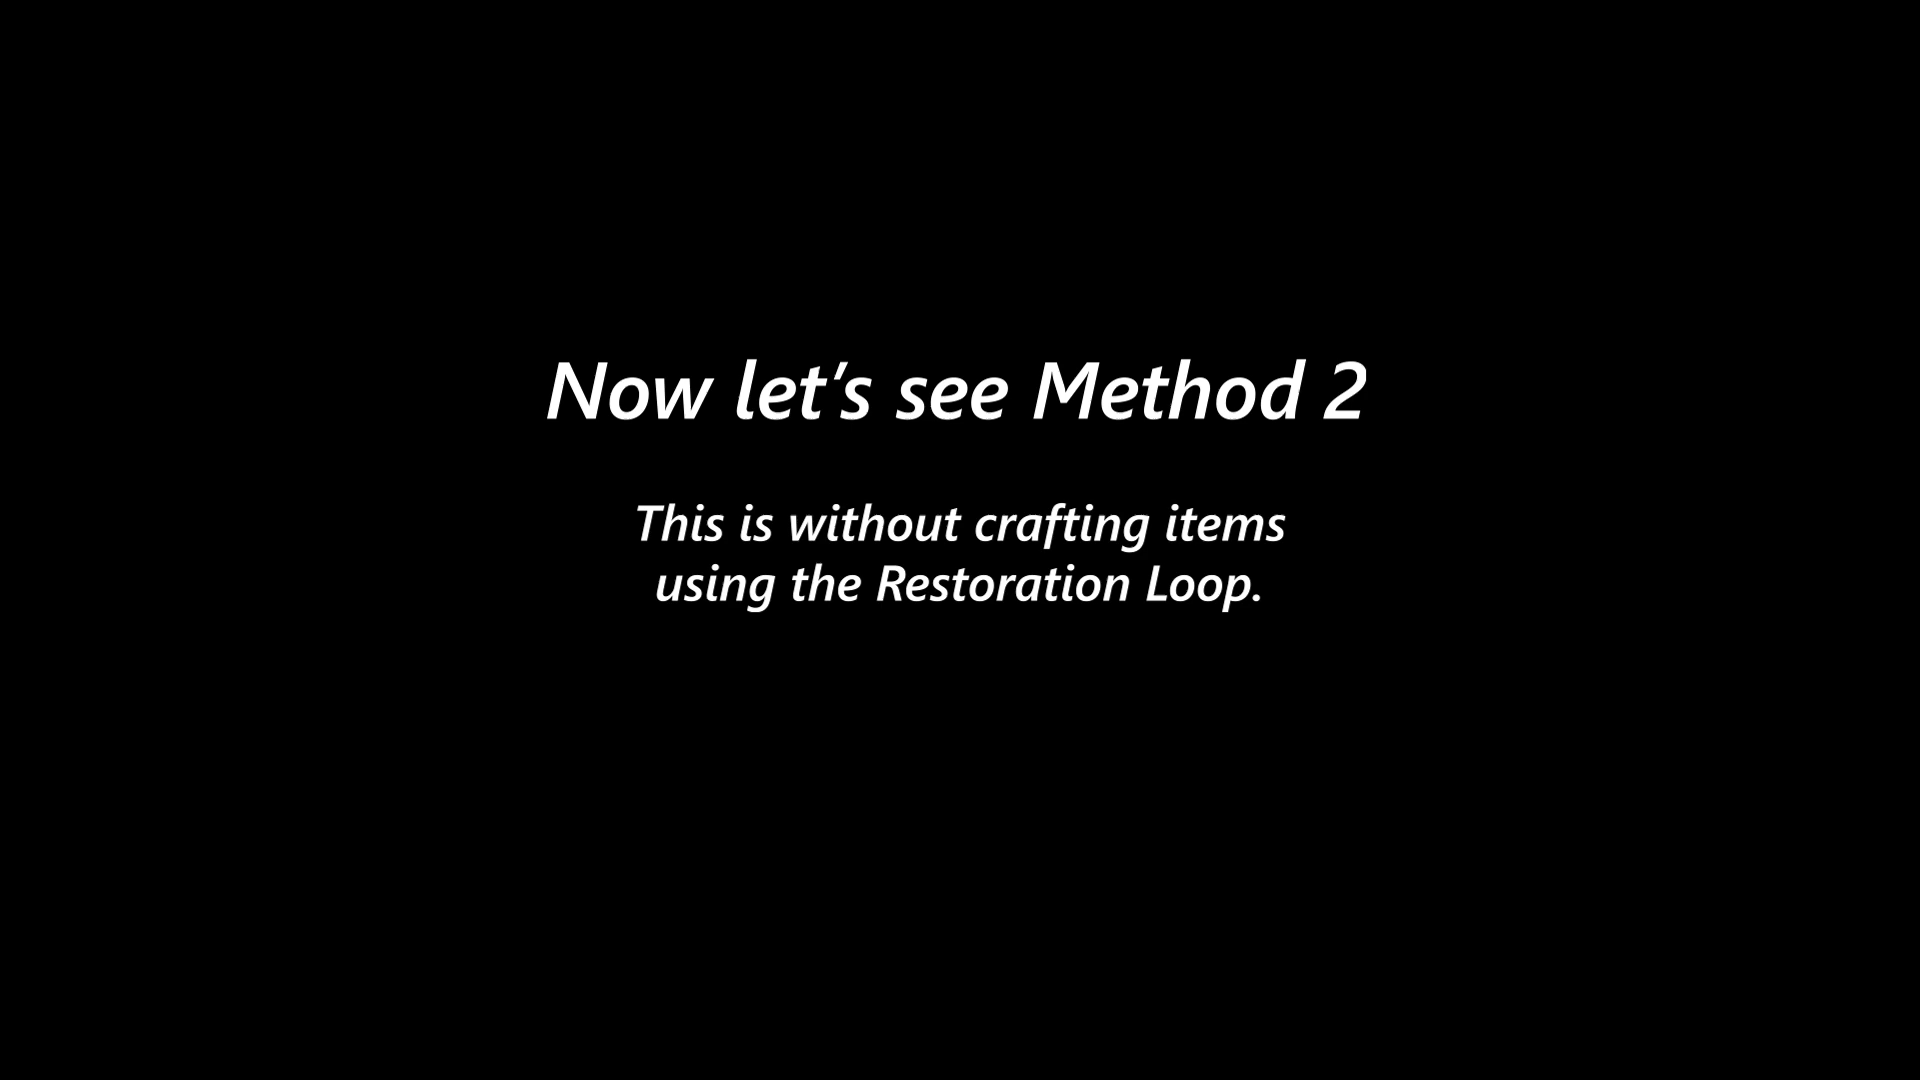 Now let’s see Method 2
This is without crafting items
using the Restoration Loop.